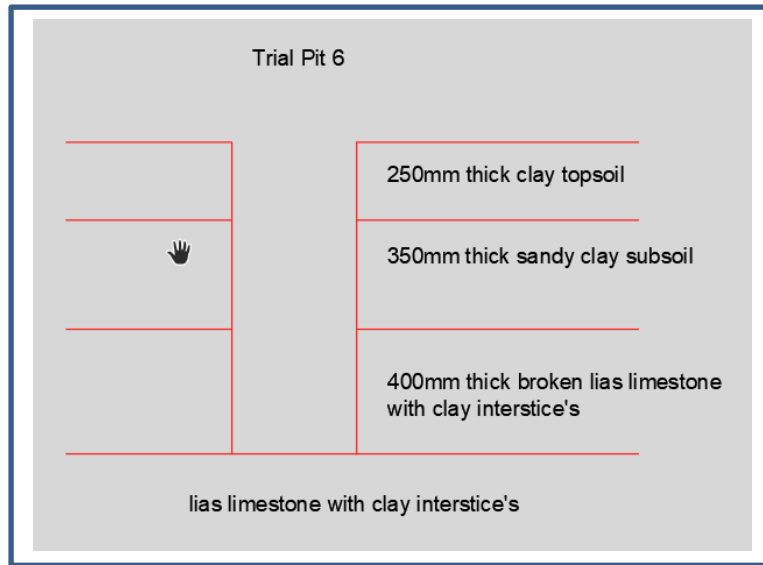 Trial Pit 6
250mm thick clay topsoil
350mm thick sandy clay subsoil
400mm thick broken lias limestone
with clay interstice's
lias limestone with clay interstice's